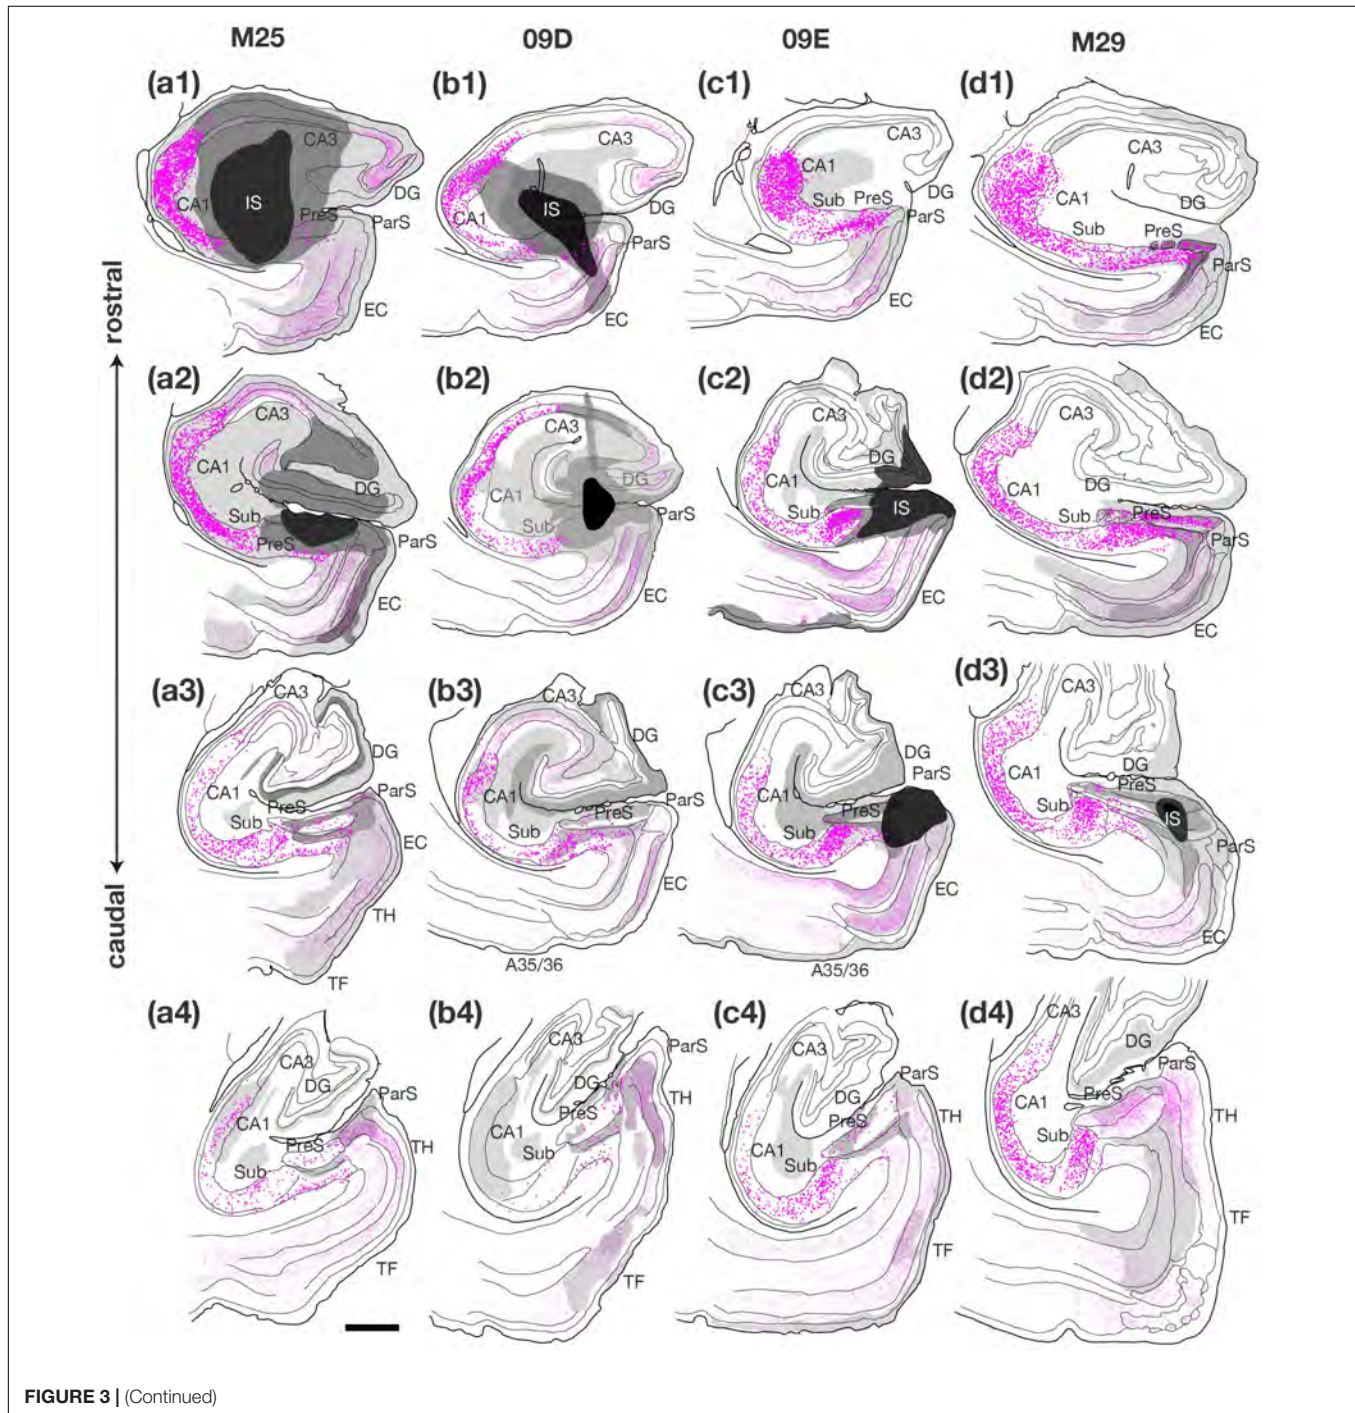 M25 09D 09E M29
(a1) (b1) (c1) (d1)
CA3 CA1 IS PreS DG ParS EC
CA3 CA1 IS DG ParS EC
CA3 CA1 Sub PreS DG ParS EC
CA3 CA1 Sub PreS DG ParS EC
rostral
(a2) (b2) (c2) (d2)
CA3 CA1 DG Sub PreS ParS EC
CA3 CA1 DG Sub ParS EC
CA3 DG CA1 Sub IS EC
CA3 CA1 DG Sub PreS ParS EC
(a3) (b3) (c3) (d3)
CA3 DG CA1 PreS ParS Sub EC TH TF
CA3 DG CA1 PreS ParS Sub EC A35/36
CA3 DG ParS CA1 PreS Sub EC A35/36
CA3 DG CA1 PreS Sub IS ParS EC
caudal
(a4) (b4) (c4) (d4)
CA3 DG ParS CA1 PreS Sub TH TF
CA3 ParS DG TH CA1 PreS Sub TF
CA3 ParS DG PreS TH CA1 Sub TF
CA3 DG ParS PreS CA1 TH Sub TF
FIGURE 3 | (Continued)